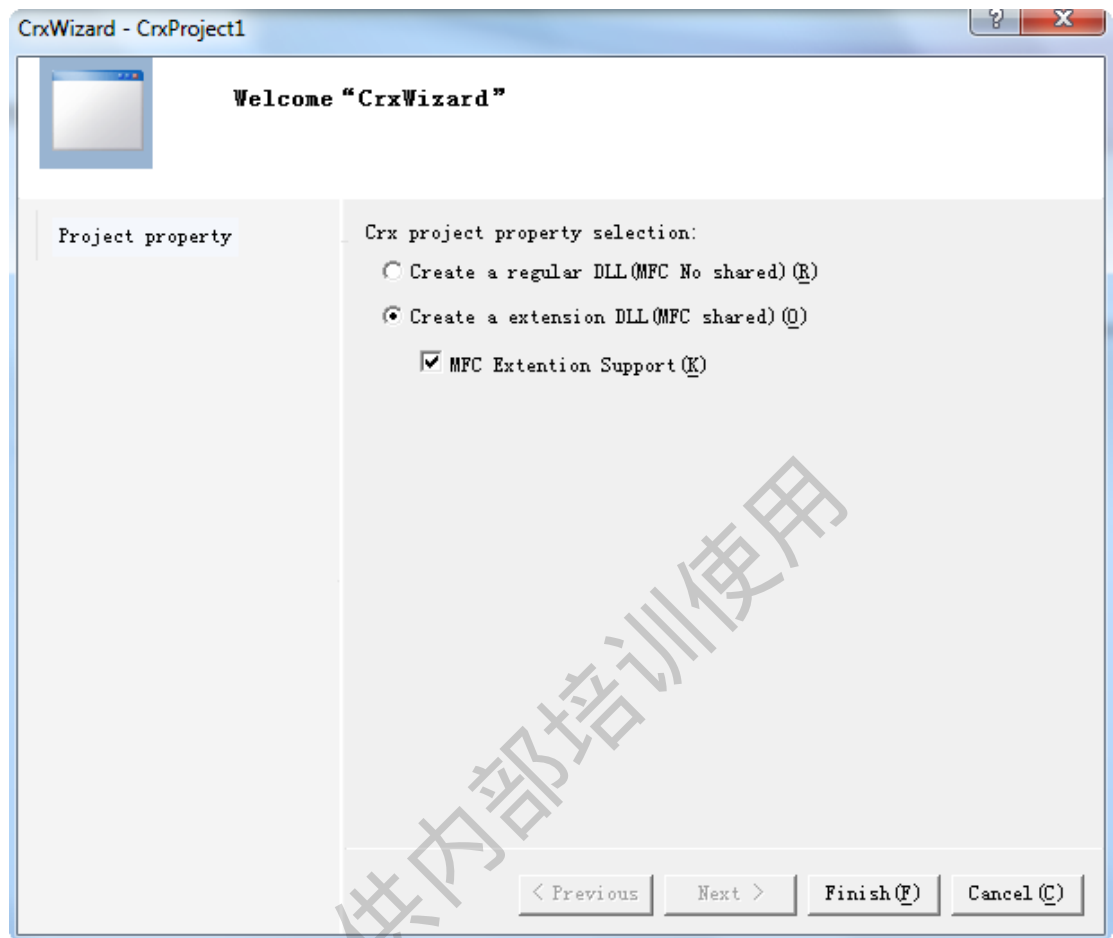 CrxWizard - CrxProject1
Welcome “CrxWizard”
Project property
Crx project property selection:
Create a regular DLL(MFC No shared)(R)
Create a extension DLL(MFC shared)(O)
MFC Extention Support(K)
供内部培训使用
< Previous
Next >
Finish(F)
Cancel(C)